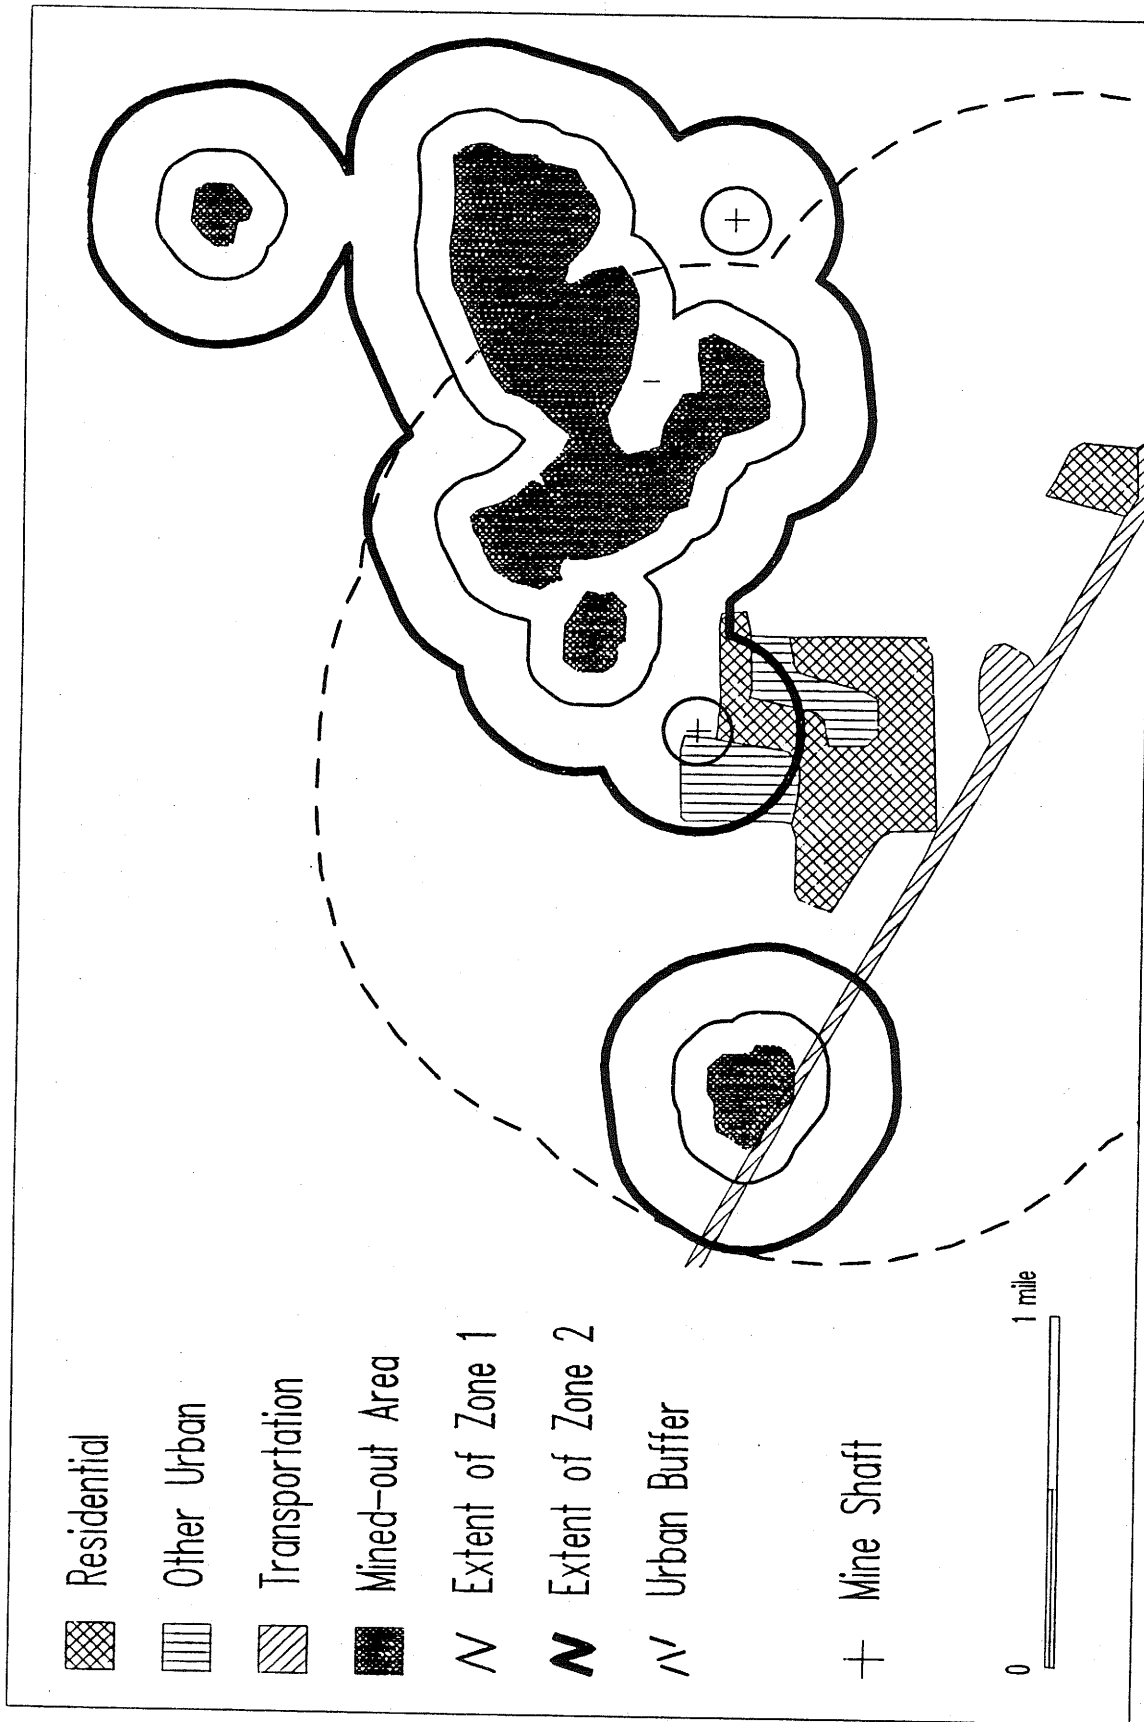 Residential
Other Urban
Transportation
Mined-out Area
Extent of Zone 1
Extent of Zone 2
Urban Buffer
Mine Shaft
0
1 mile